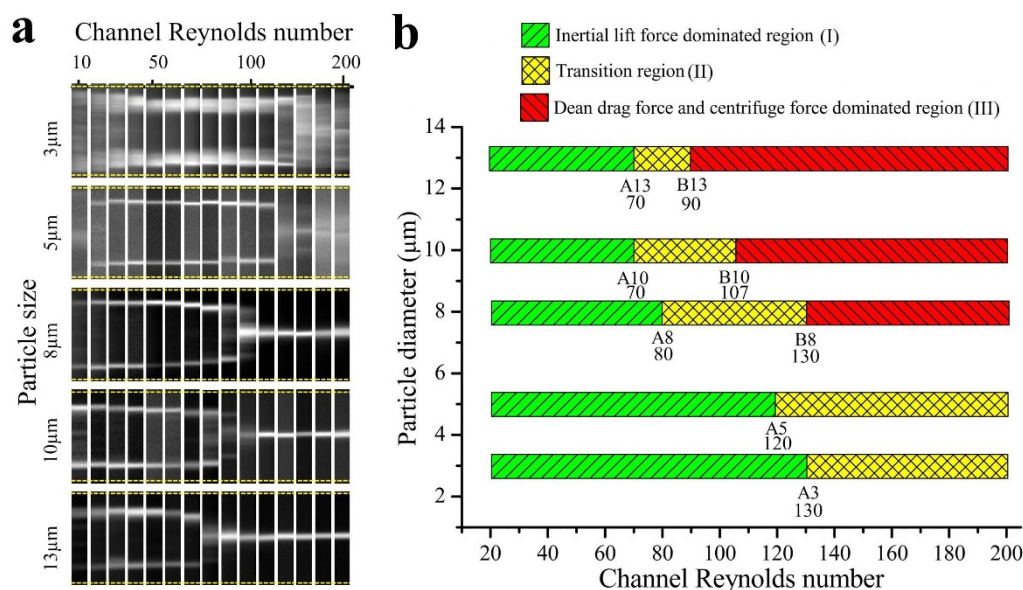 a
Channel Reynolds number
10 50 100 200
Particle size
3μm
5μm
8μm
10μm
13μm
b
Inertial lift force dominated region (I)
Transition region (II)
Dean drag force and centrifuge force dominated region (III)
Particle diameter (μm)
14
12
10
8
6
4
2
A13 B13
70 90
A10 B10
70 107
A8 B8
80 130
A5
120
A3
130
20 40 60 80 100 120 140 160 180 200
Channel Reynolds number